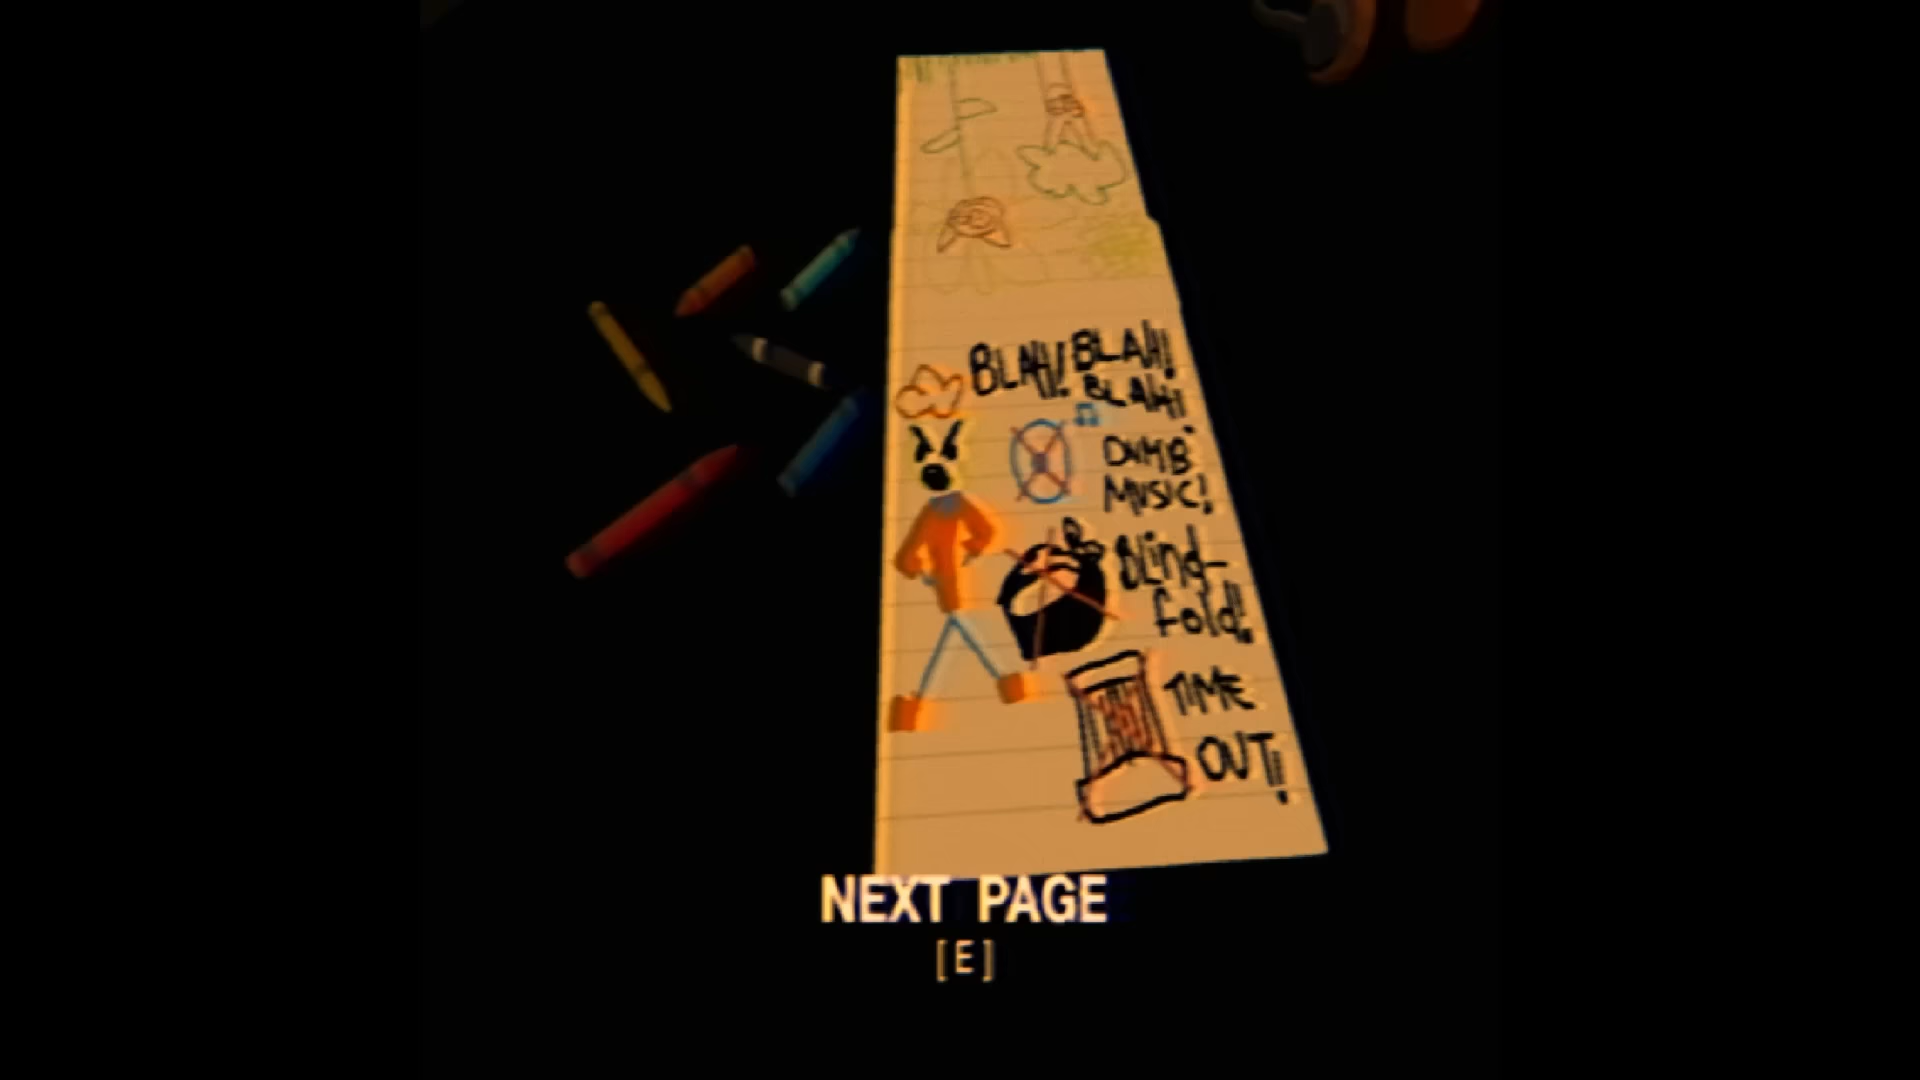 BLAH! BLAH!
BLAH!
DUMB
MUSIC!
Blind-
fold!
TIME
OUT!
NEXT PAGE
[E]